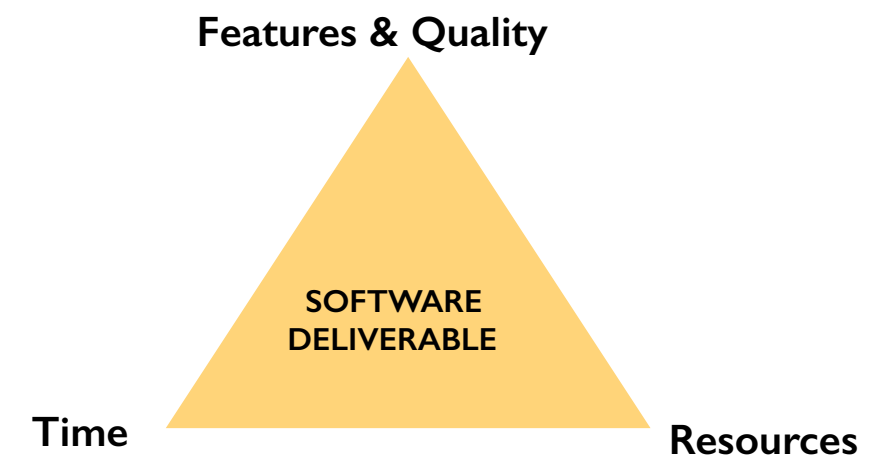 Features & Quality
SOFTWARE
DELIVERABLE
Time
Resources